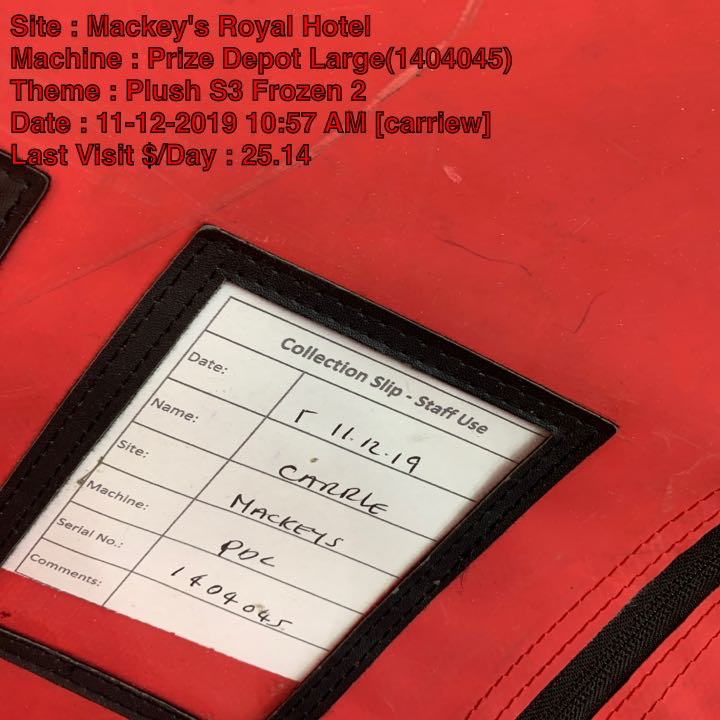 Site : Mackey's Royal Hotel
Machine : Prize Depot Large(1404045)
Theme : Plush S3 Frozen 2
Date : 11-12-2019 10:57 AM [carriew]
Last Visit $/Day : 25.14
Collection Slip - Staff Use
Date: r 11.12.19
Name: CARRIE
Site: MACKEYS
Machine: PDL
Serial No.: 1404045
Comments: